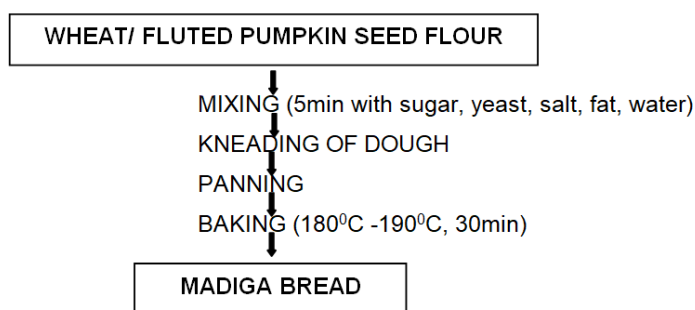 WHEAT/ FLUTED PUMPKIN SEED FLOUR
MIXING (5min with sugar, yeast, salt, fat, water)
KNEADING OF DOUGH
PANNING
BAKING (180⁰C -190⁰C, 30min)
MADIGA BREAD